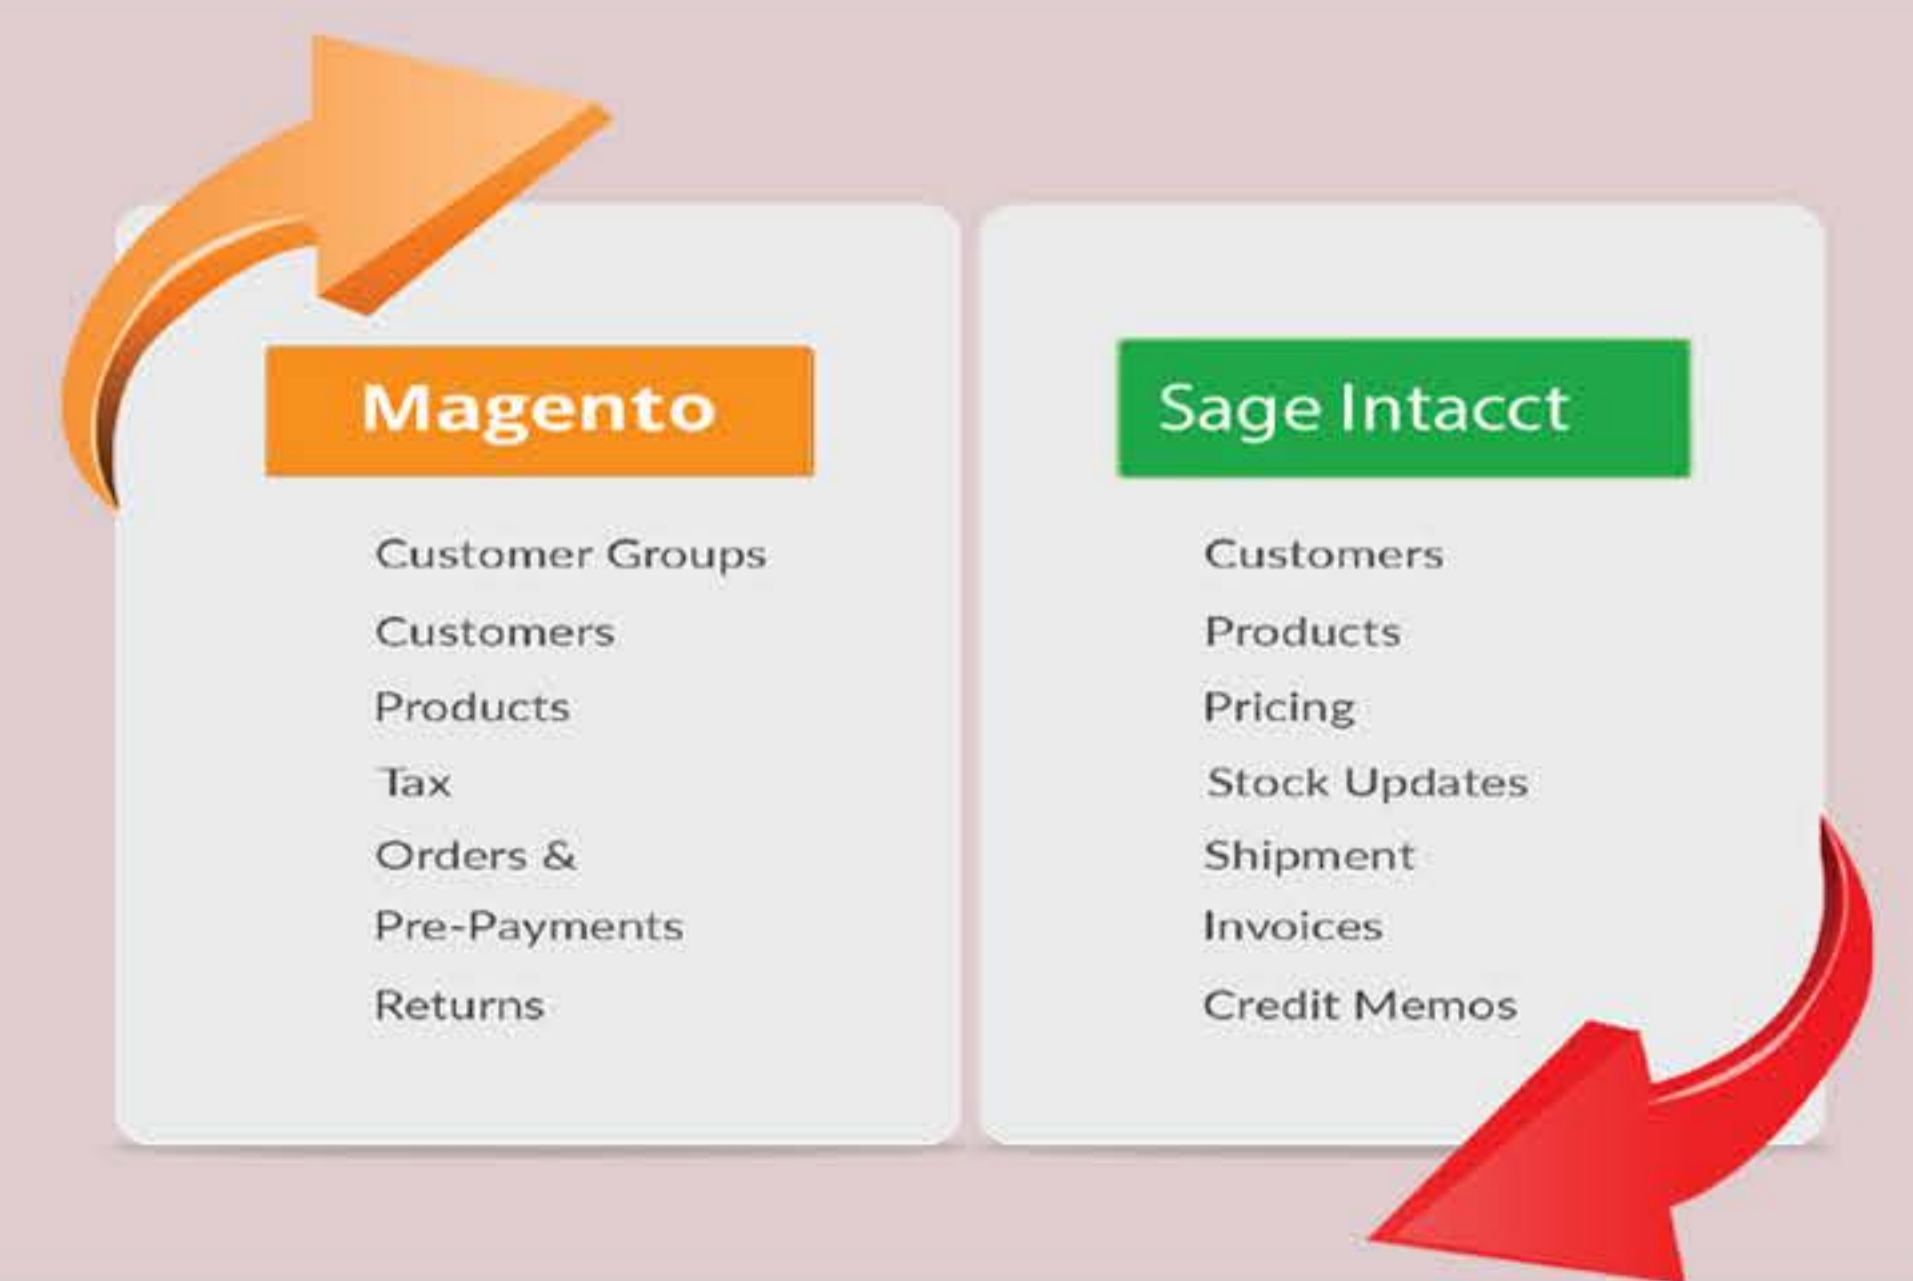 Magento
Customer Groups
Customers
Products
Tax
Orders &
Pre-Payments
Returns
Sage Intacct
Customers
Products
Pricing
Stock Updates
Shipment
Invoices
Credit Memos